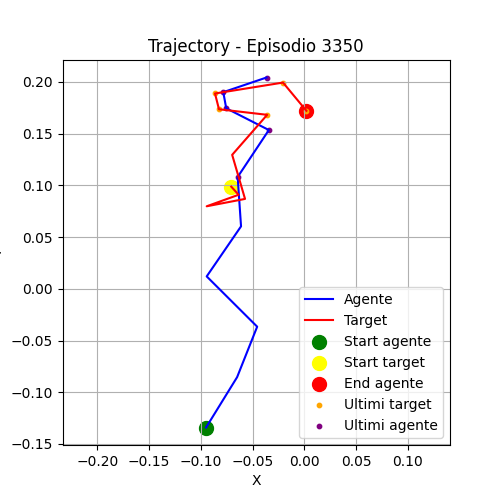 Trajectory - Episodio 3350
0.20
0.15
0.10
0.05
0.00
−0.05
−0.10
−0.15
−0.20 −0.15 −0.10 −0.05 0.00 0.05 0.10
X
Agente
Target
Start agente
Start target
End agente
Ultimi target
Ultimi agente